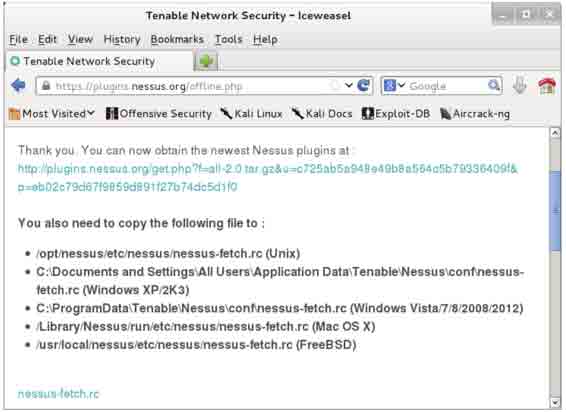 Tenable Network Security - Iceweasel
File Edit View History Bookmarks Tools Help
Tenable Network Security
https://plugins.nessus.org/offline.php
Google
Most Visited Offensive Security Kali Linux Kali Docs Exploit-DB Aircrack-ng
Thank you. You can now obtain the newest Nessus plugins at :
http://plugins.nessus.org/get.php?f=all-2.0.tar.gz&u=c725ab5a948e49b8a564c5b79336409f&
p=eb02c79d67f9859d891f27b74dc5d1f0
You also need to copy the following file to :
• /opt/nessus/etc/nessus/nessus-fetch.rc (Unix)
• C:\Documents and Settings\All Users\Application Data\Tenable\Nessus\conf\nessus-
fetch.rc (Windows XP/2K3)
• C:\ProgramData\Tenable\Nessus\conf\nessus-fetch.rc (Windows Vista/7/8/2008/2012)
• /Library/Nessus/run/etc/nessus/nessus-fetch.rc (Mac OS X)
• /usr/local/nessus/etc/nessus/nessus-fetch.rc (FreeBSD)
nessus-fetch.rc